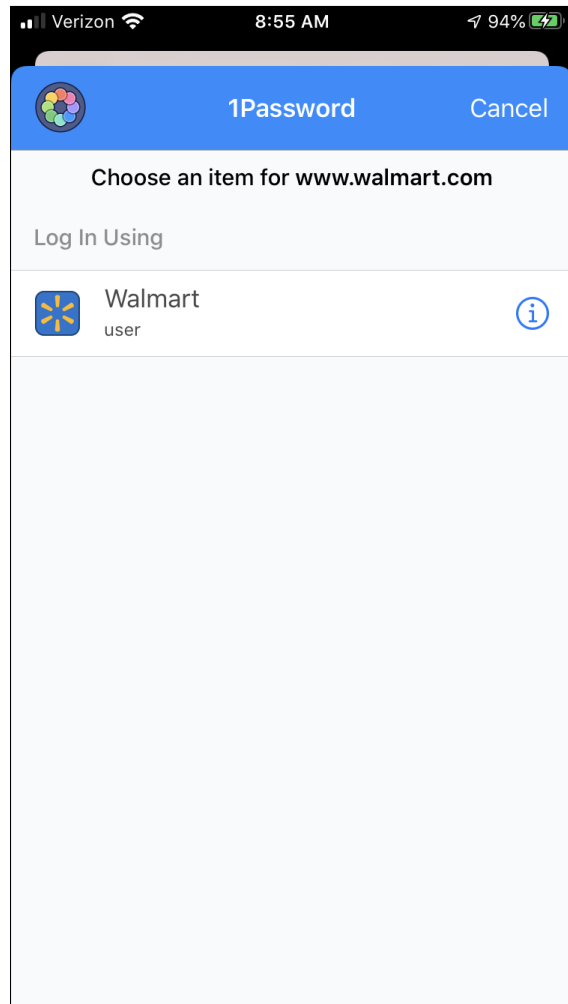 Verizon 8:55 AM 94%
1Password Cancel
Choose an item for www.walmart.com
Log In Using
Walmart
user
i